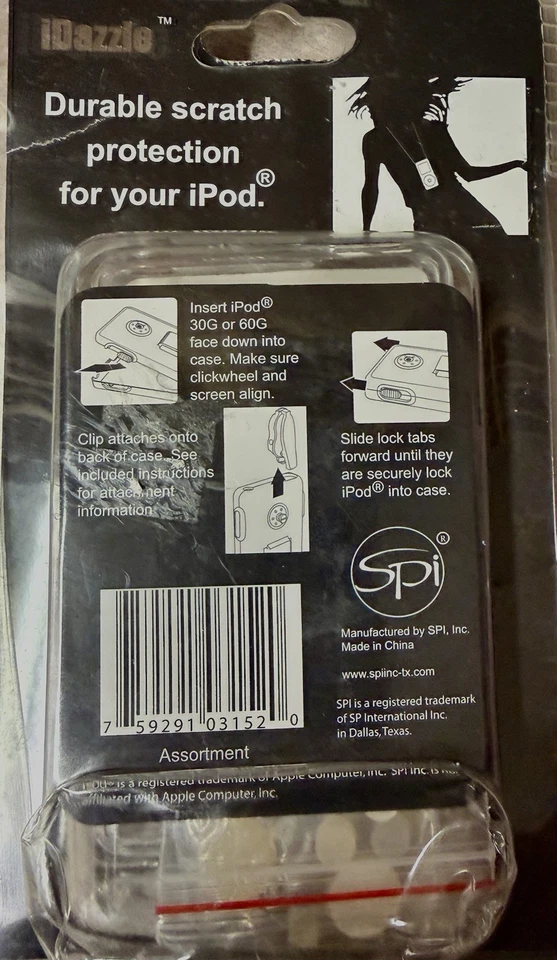 iDazzle™
Durable scratch
protection
for your iPod.®
Insert iPod®
30G or 60G
face down into
case. Make sure
clickwheel and
screen align.
Clip attaches onto
back of case. See
included instructions
for attachment
information.
Slide lock tabs
forward until they
are securely lock
iPod® into case.
Spi®
Manufactured by SPI, Inc.
Made in China
www.spiinc-tx.com
SPI is a registered trademark
of SP International Inc.
in Dallas, Texas.
7 59291 03152 0
Assortment
iPod® is a registered trademark of Apple Computer, Inc. SPI Inc. is not
affiliated with Apple Computer, Inc.